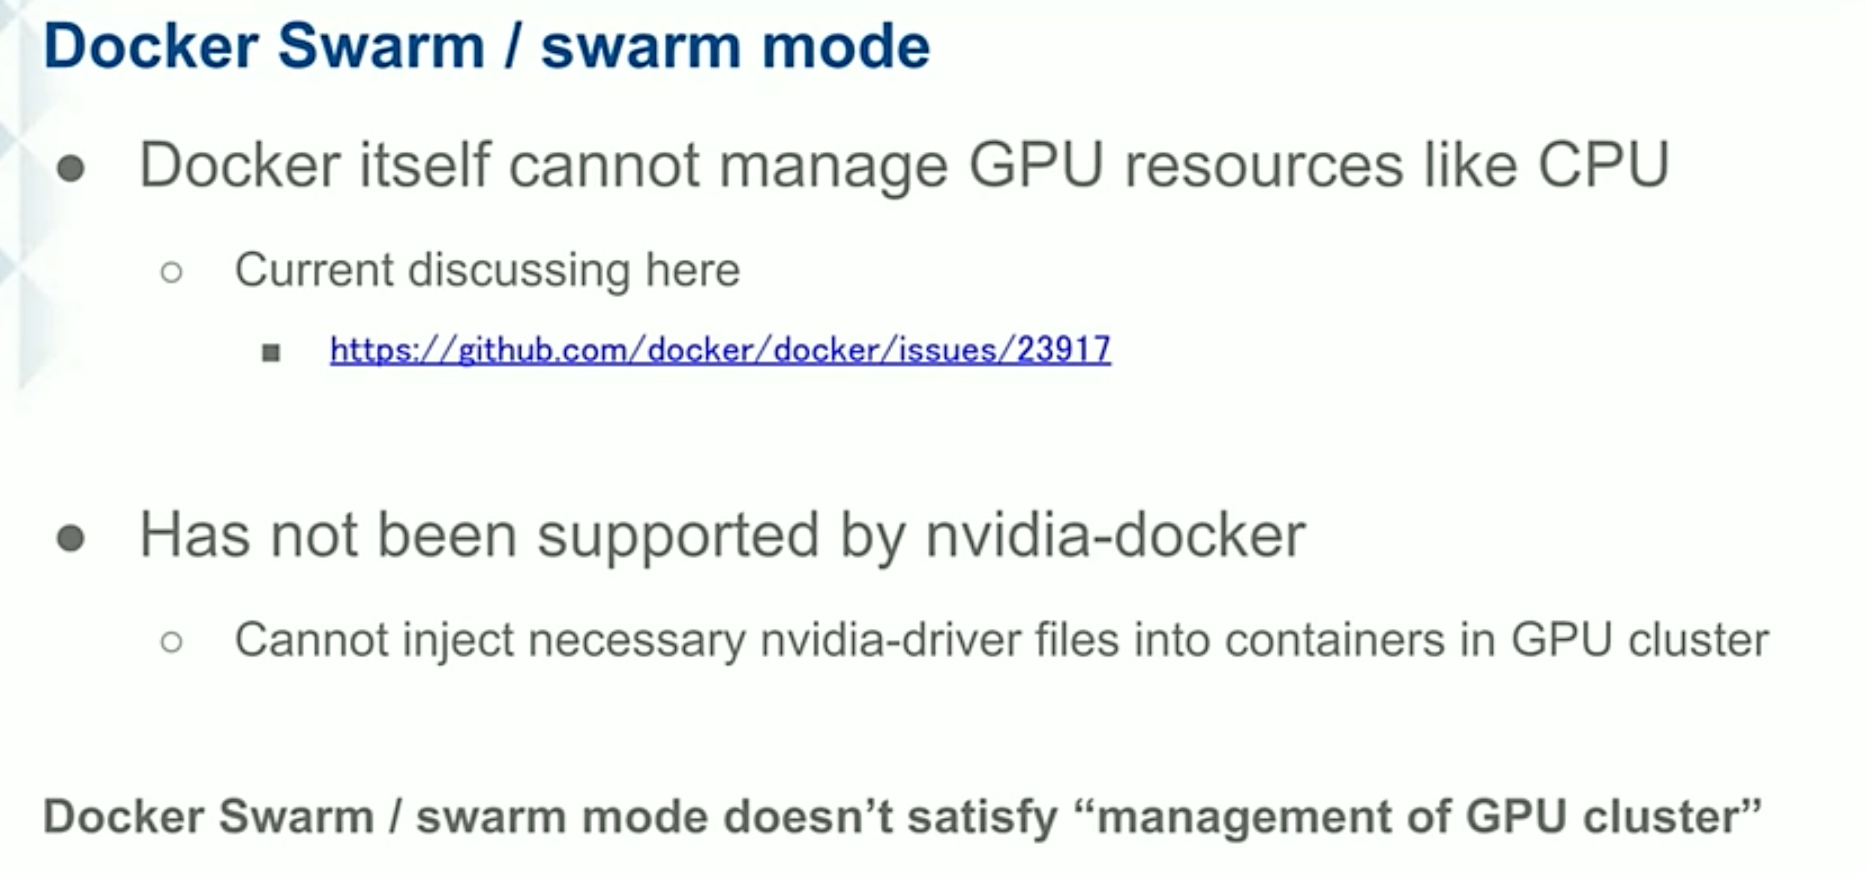 Docker Swarm / swarm mode
● Docker itself cannot manage GPU resources like CPU
○ Current discussing here
■ https://github.com/docker/docker/issues/23917
● Has not been supported by nvidia-docker
○ Cannot inject necessary nvidia-driver files into containers in GPU cluster
Docker Swarm / swarm mode doesn’t satisfy “management of GPU cluster”